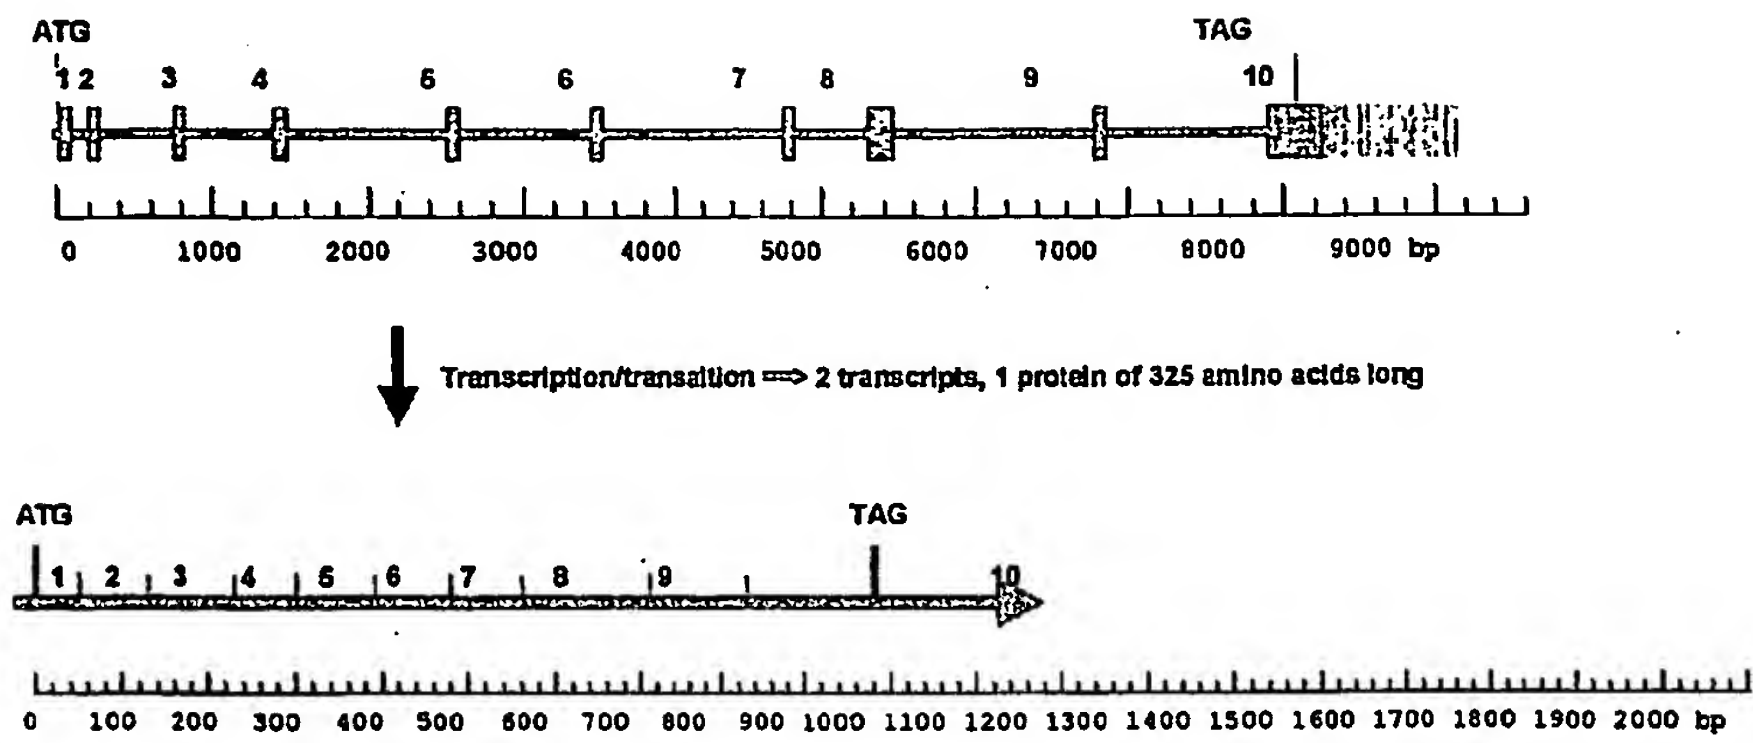 ATG TAG
1 2 3 4 5 6 7 8 9 10
0 1000 2000 3000 4000 5000 6000 7000 8000 9000 bp
Transcription/transaltion ⇒ 2 transcripts, 1 protein of 325 amino acids long
ATG TAG
1 2 3 4 5 6 7 8 9 10
0 100 200 300 400 500 600 700 800 900 1000 1100 1200 1300 1400 1500 1600 1700 1800 1900 2000 bp